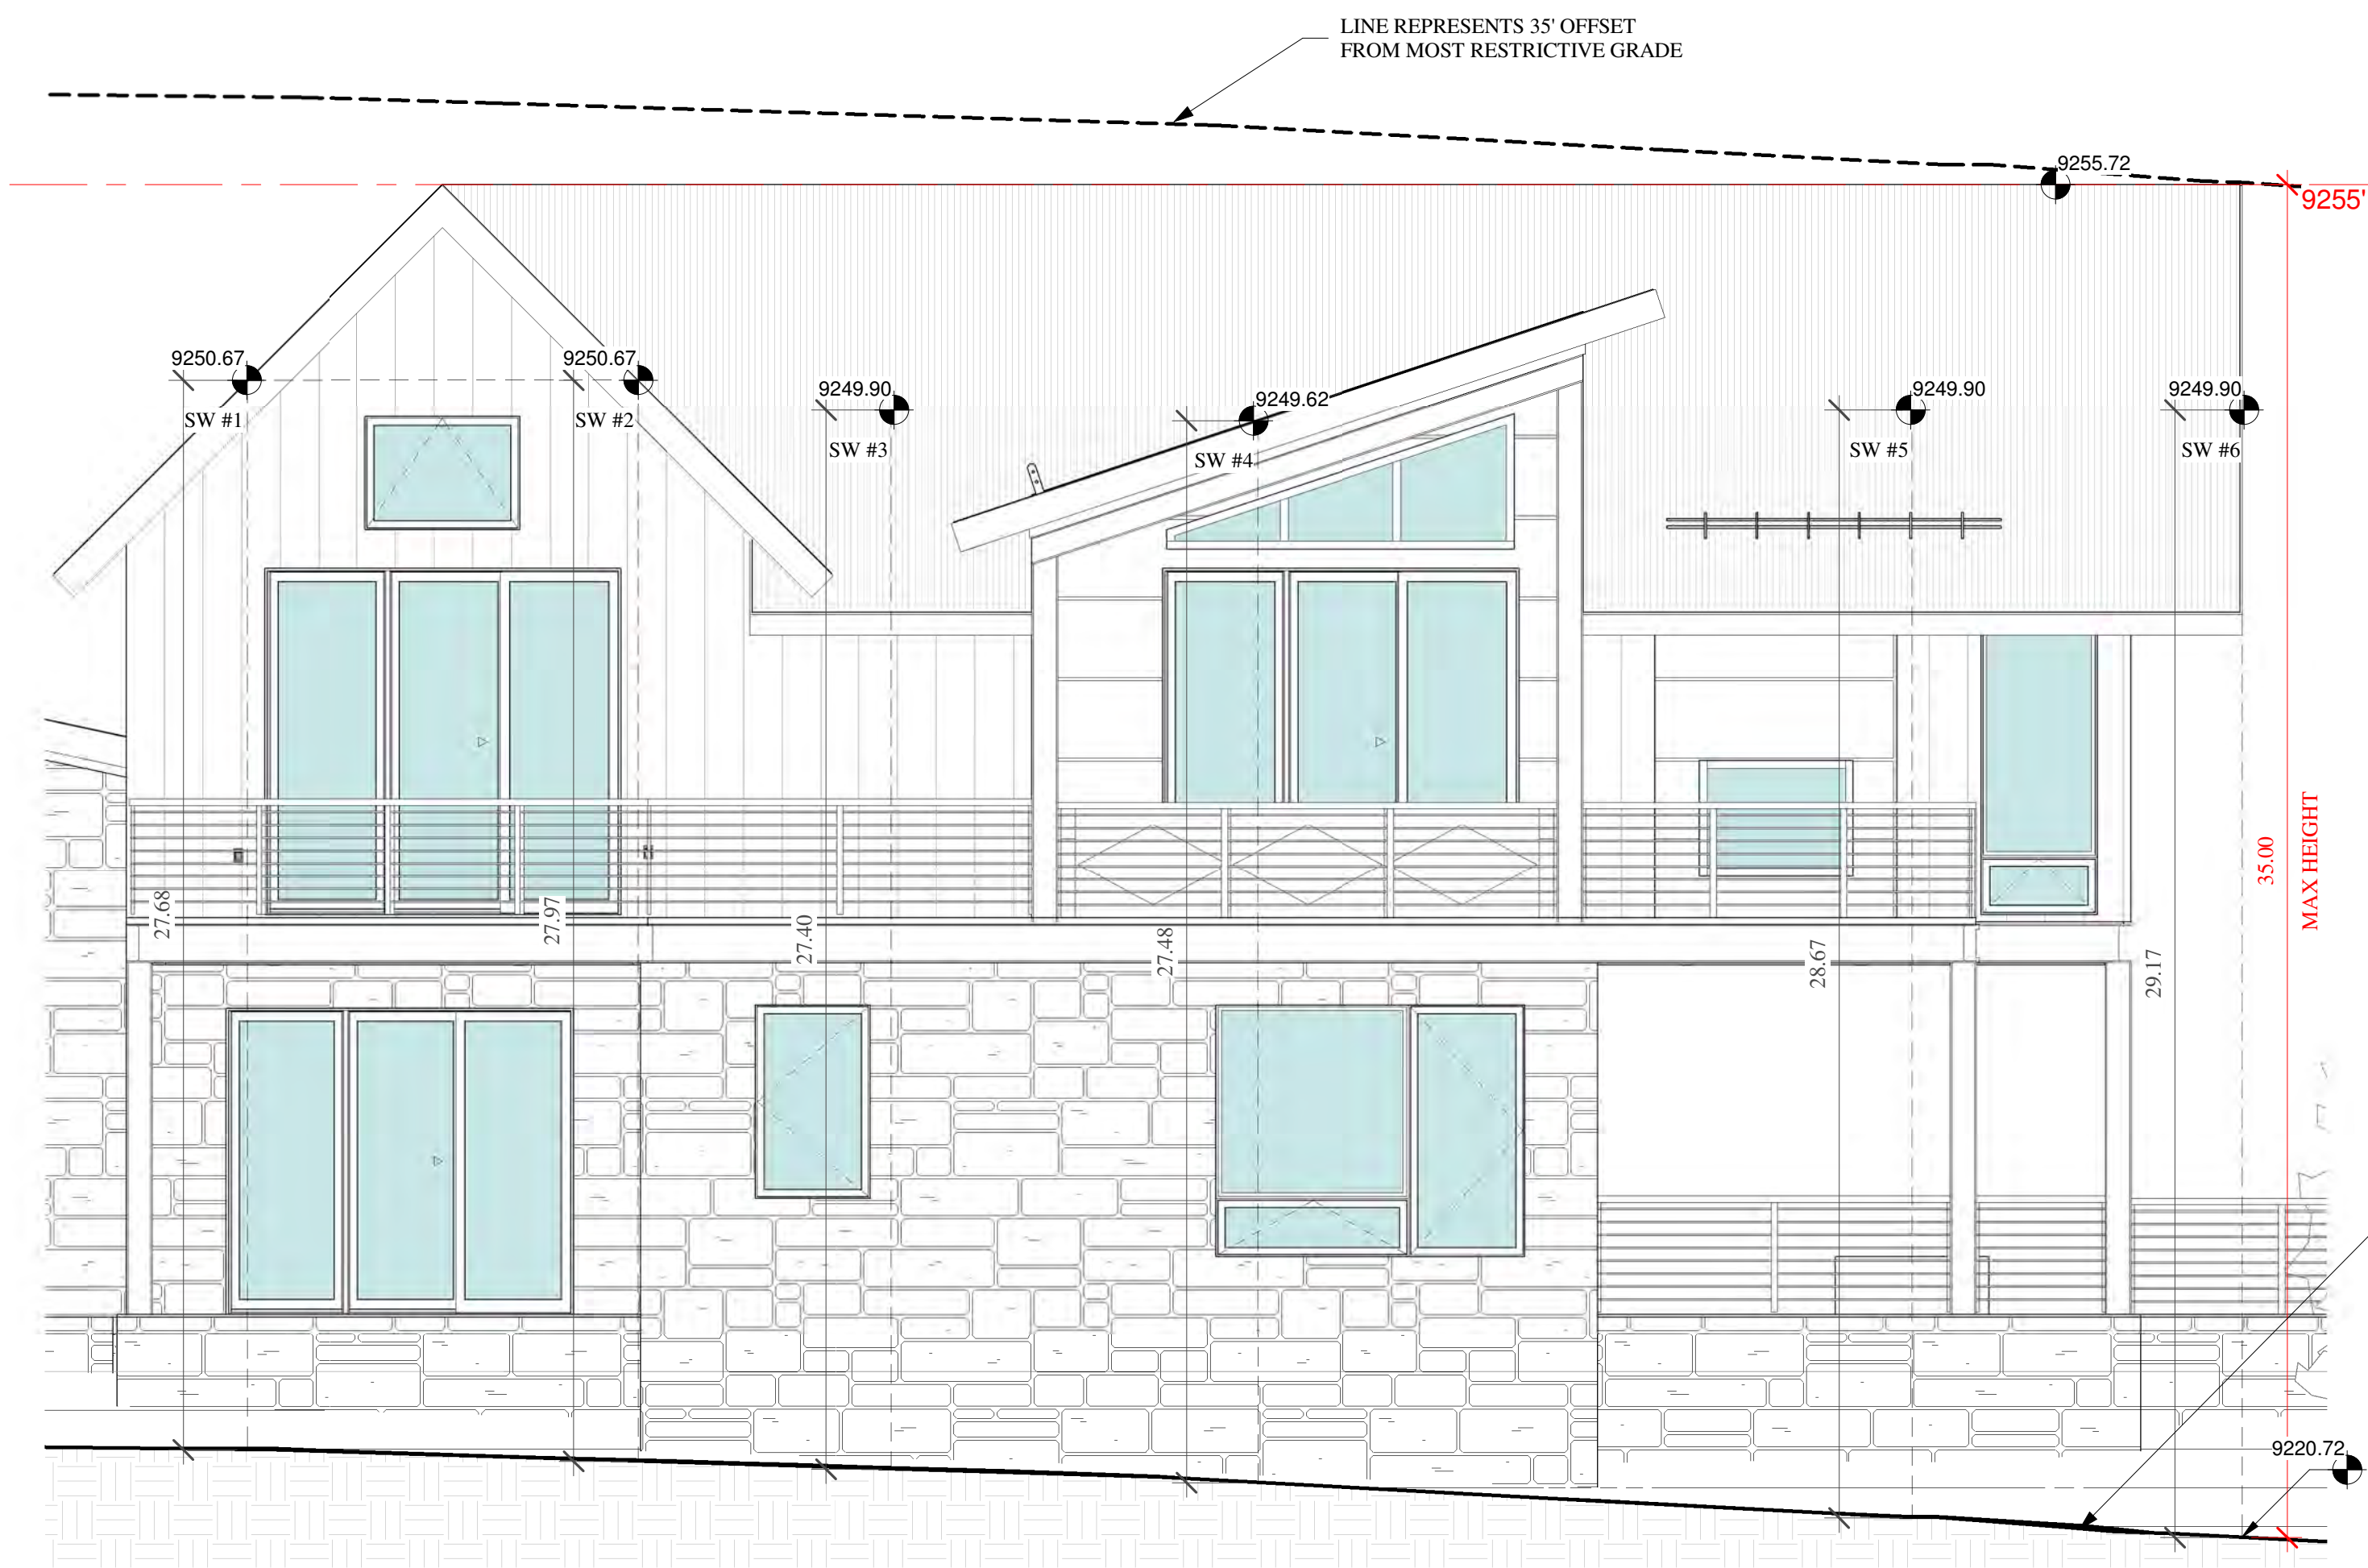 LINE REPRESENTS 35' OFFSET
FROM MOST RESTRICTIVE GRADE
9255.72
9255'
9250.67
SW #1
9250.67
SW #2
9249.90
SW #3
9249.62
SW #4
9249.90
SW #5
9249.90
SW #6
27.68
27.97
27.40
27.48
28.67
29.17
35.00
MAX HEIGHT
9220.72